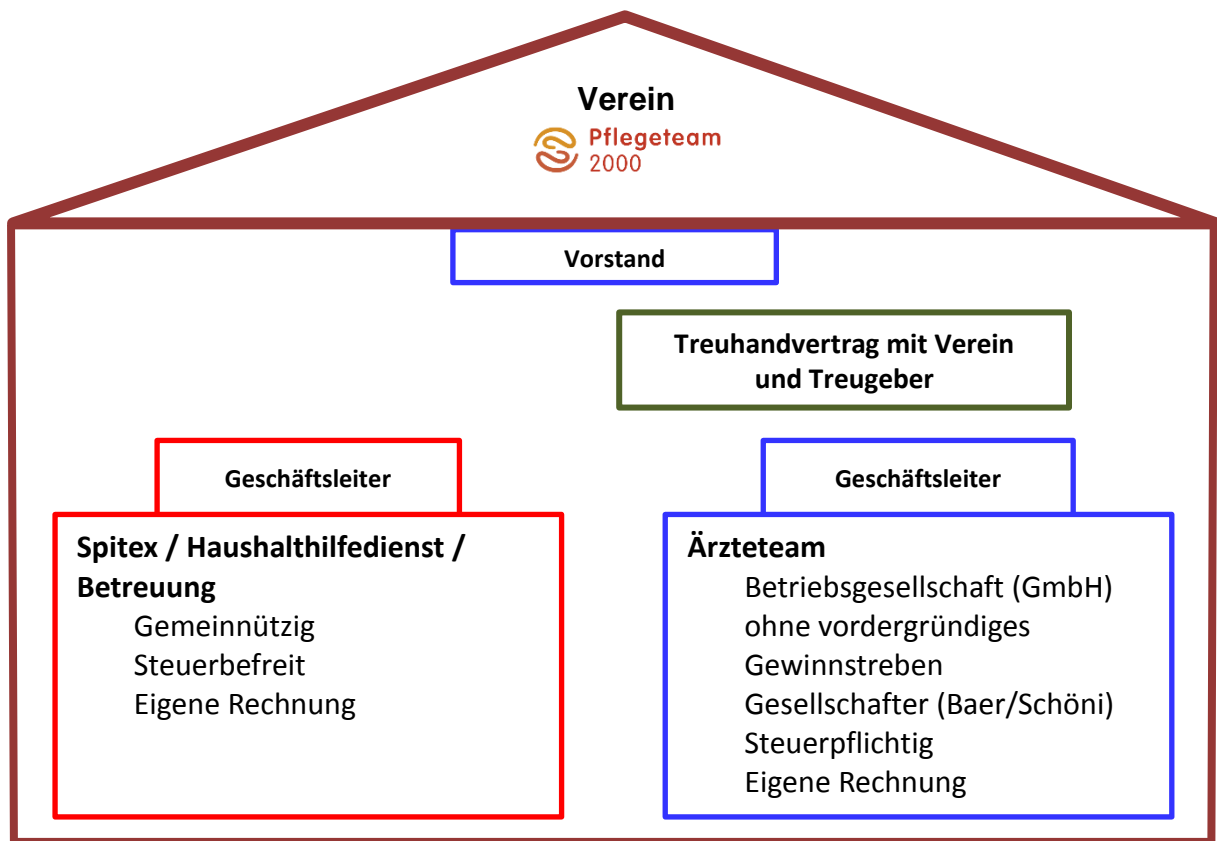 Verein
Pflegeteam
2000
Vorstand
Treuhandvertrag mit Verein
und Treugeber
Geschäftsleiter
Spitex / Haushalthilfedienst /
Betreuung
Gemeinnützig
Steuerbefreit
Eigene Rechnung
Geschäftsleiter
Ärzteteam
Betriebsgesellschaft (GmbH)
ohne vordergründiges
Gewinnstreben
Gesellschafter (Baer/Schöni)
Steuerpflichtig
Eigene Rechnung